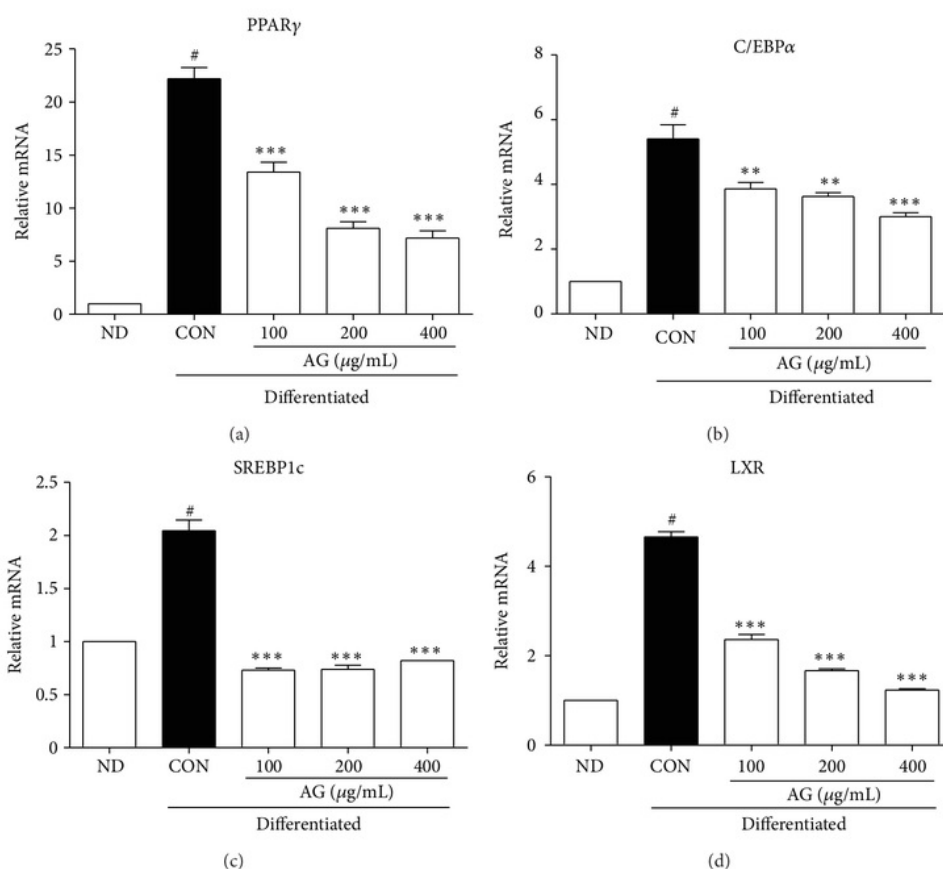 PPARγ
Relative mRNA
25
20
15
10
5
0
#
***
***
***
ND CON 100 200 400
AG (μg/mL)
Differentiated
(a)
C/EBPα
Relative mRNA
8
6
4
2
0
#
**
**
***
ND CON 100 200 400
AG (μg/mL)
Differentiated
(b)
SREBP1c
Relative mRNA
2.5
2
1.5
1
0.5
0
#
***
***
***
ND CON 100 200 400
AG (μg/mL)
Differentiated
(c)
LXR
Relative mRNA
6
4
2
0
#
***
***
***
ND CON 100 200 400
AG (μg/mL)
Differentiated
(d)